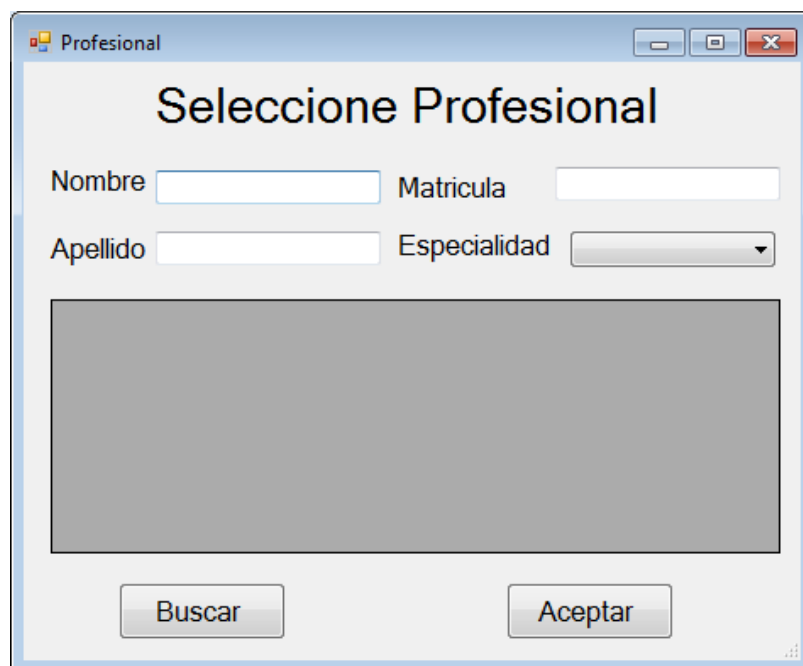 Profesional
Seleccione Profesional
Nombre
Matricula
Apellido
Especialidad
Buscar
Aceptar